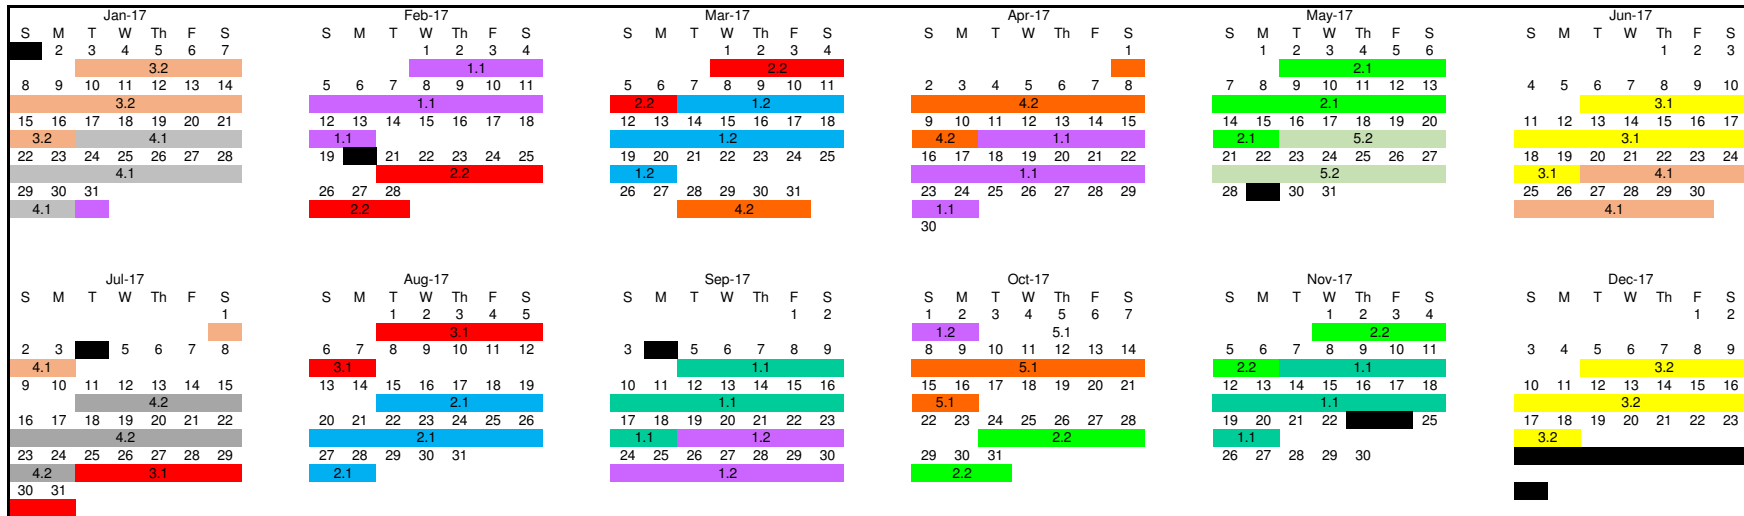 Jan-17 Feb-17 Mar-17 Apr-17 May-17 Jun-17
S M T W Th F S S M T W Th F S S M T W Th F S S M T W Th F S S M T W Th F S S M T W Th F S
2 3 4 5 6 7 1 2 3 4 1 2 3 4 1 1 2 3 4 5 6 1 2 3
3.2 1.1 2.2 2.1
8 9 10 11 12 13 14 5 6 7 8 9 10 11 5 6 7 8 9 10 11 2 3 4 5 6 7 8 7 8 9 10 11 12 13 4 5 6 7 8 9 10
3.2 1.1 2.2 1.2 4.2 2.1 3.1
15 16 17 18 19 20 21 12 13 14 15 16 17 18 12 13 14 15 16 17 18 9 10 11 12 13 14 15 14 15 16 17 18 19 20 11 12 13 14 15 16 17
3.2 4.1 1.1 1.2 4.2 1.1 2.1 5.2 3.1
22 23 24 25 26 27 28 19 21 22 23 24 25 19 20 21 22 23 24 25 16 17 18 19 20 21 22 21 22 23 24 25 26 27 18 19 20 21 22 23 24
4.1 2.2 1.2 1.1 5.2 3.1 4.1
29 30 31 26 27 28 26 27 28 29 30 31 23 24 25 26 27 28 29 28 30 31 25 26 27 28 29 30
4.1 2.2 4.2 1.1 4.1
30
Jul-17 Aug-17 Sep-17 Oct-17 Nov-17 Dec-17
S M T W Th F S S M T W Th F S S M T W Th F S S M T W Th F S S M T W Th F S S M T W Th F S
1 1 2 3 4 5 1 2 1 2 3 4 5 6 7 1 2 3 4 1 2
3.1 1.2 5.1 2.2
2 3 5 6 7 8 6 7 8 9 10 11 12 3 5 6 7 8 9 8 9 10 11 12 13 14 5 6 7 8 9 10 11 3 4 5 6 7 8 9
4.1 3.1 1.1 5.1 2.2 1.1 3.2
9 10 11 12 13 14 15 13 14 15 16 17 18 19 10 11 12 13 14 15 16 15 16 17 18 19 20 21 12 13 14 15 16 17 18 10 11 12 13 14 15 16
4.2 2.1 1.1 5.1 1.1 3.2
16 17 18 19 20 21 22 20 21 22 23 24 25 26 17 18 19 20 21 22 23 22 23 24 25 26 27 28 19 20 21 22 25 17 18 19 20 21 22 23
4.2 2.1 1.1 1.2 2.2 1.1 3.2
23 24 25 26 27 28 29 27 28 29 30 31 24 25 26 27 28 29 30 29 30 31 26 27 28 29 30
4.2 3.1 2.1 1.2 2.2
30 31